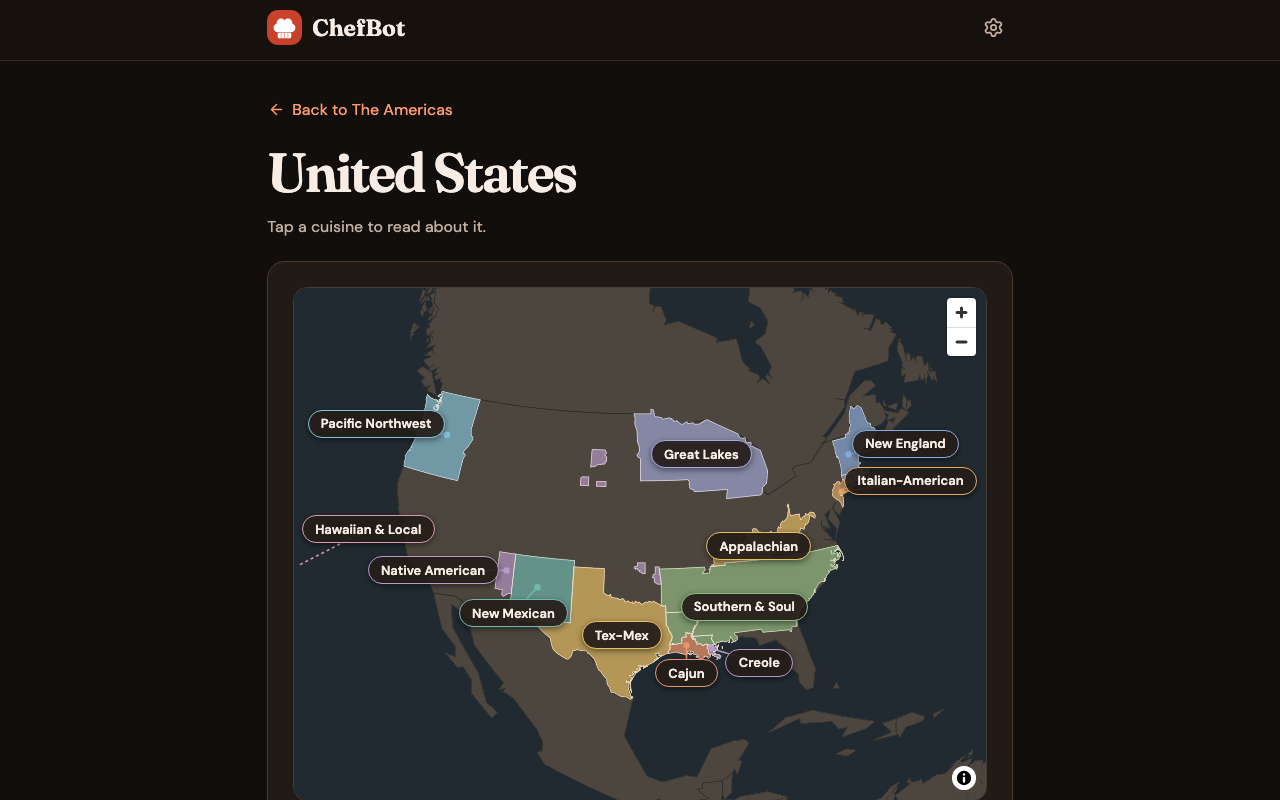 ChefBot
Back to The Americas
United States
Tap a cuisine to read about it.
Pacific Northwest
New England
Great Lakes
Italian-American
Hawaiian & Local
Appalachian
Native American
Southern & Soul
New Mexican
Tex-Mex
Creole
Cajun